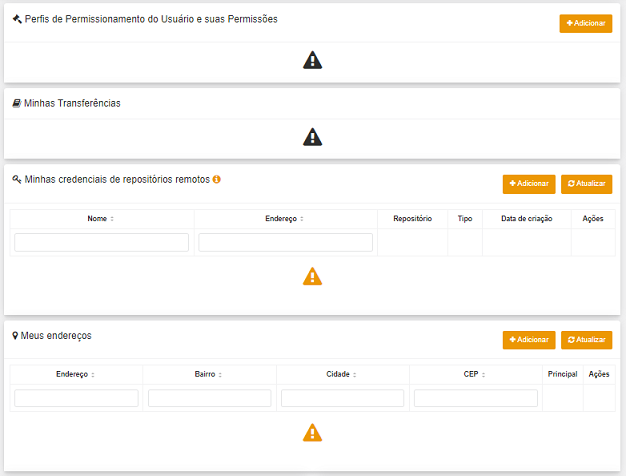 Perfis de Permissionamento do Usuário e suas Permissões
Adicionar
Minhas Transferências
Minhas credenciais de repositórios remotos
Adicionar Atualizar
Nome Endereço Repositório Tipo Data de criação Ações
Meus endereços
Adicionar Atualizar
Endereço Bairro Cidade CEP Principal Ações